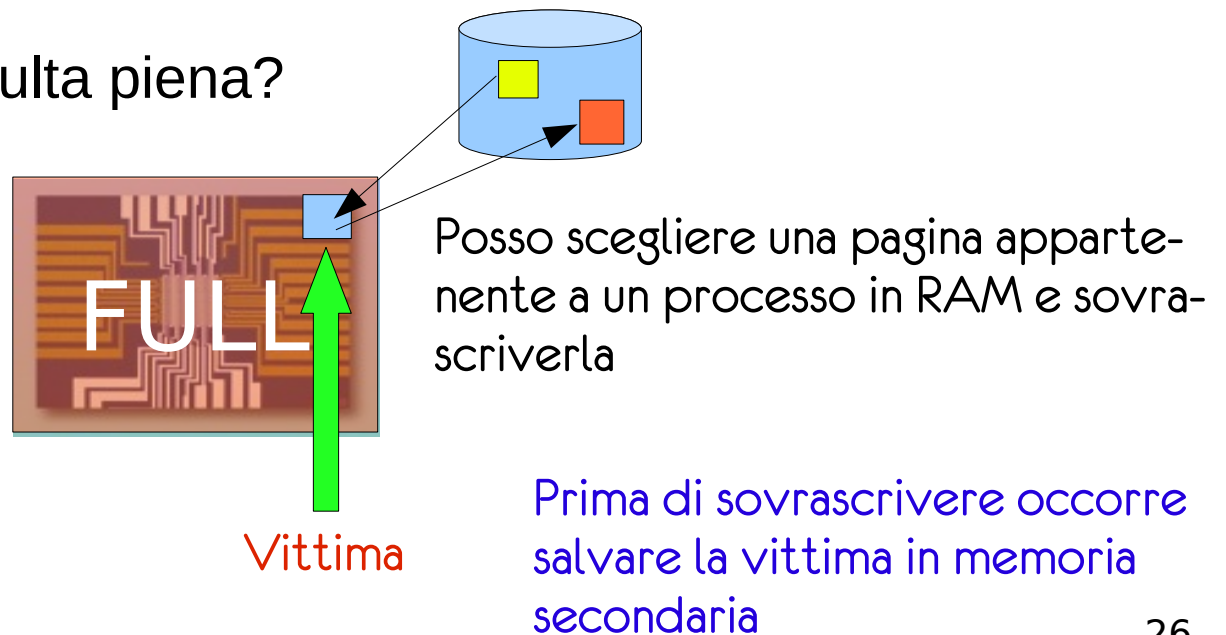 ulta piena?
FULL
Posso scegliere una pagina apparte-
nente a un processo in RAM e sovra-
scriverla
Vittima
Prima di sovrascrivere occorre
salvare la vittima in memoria
secondaria
26